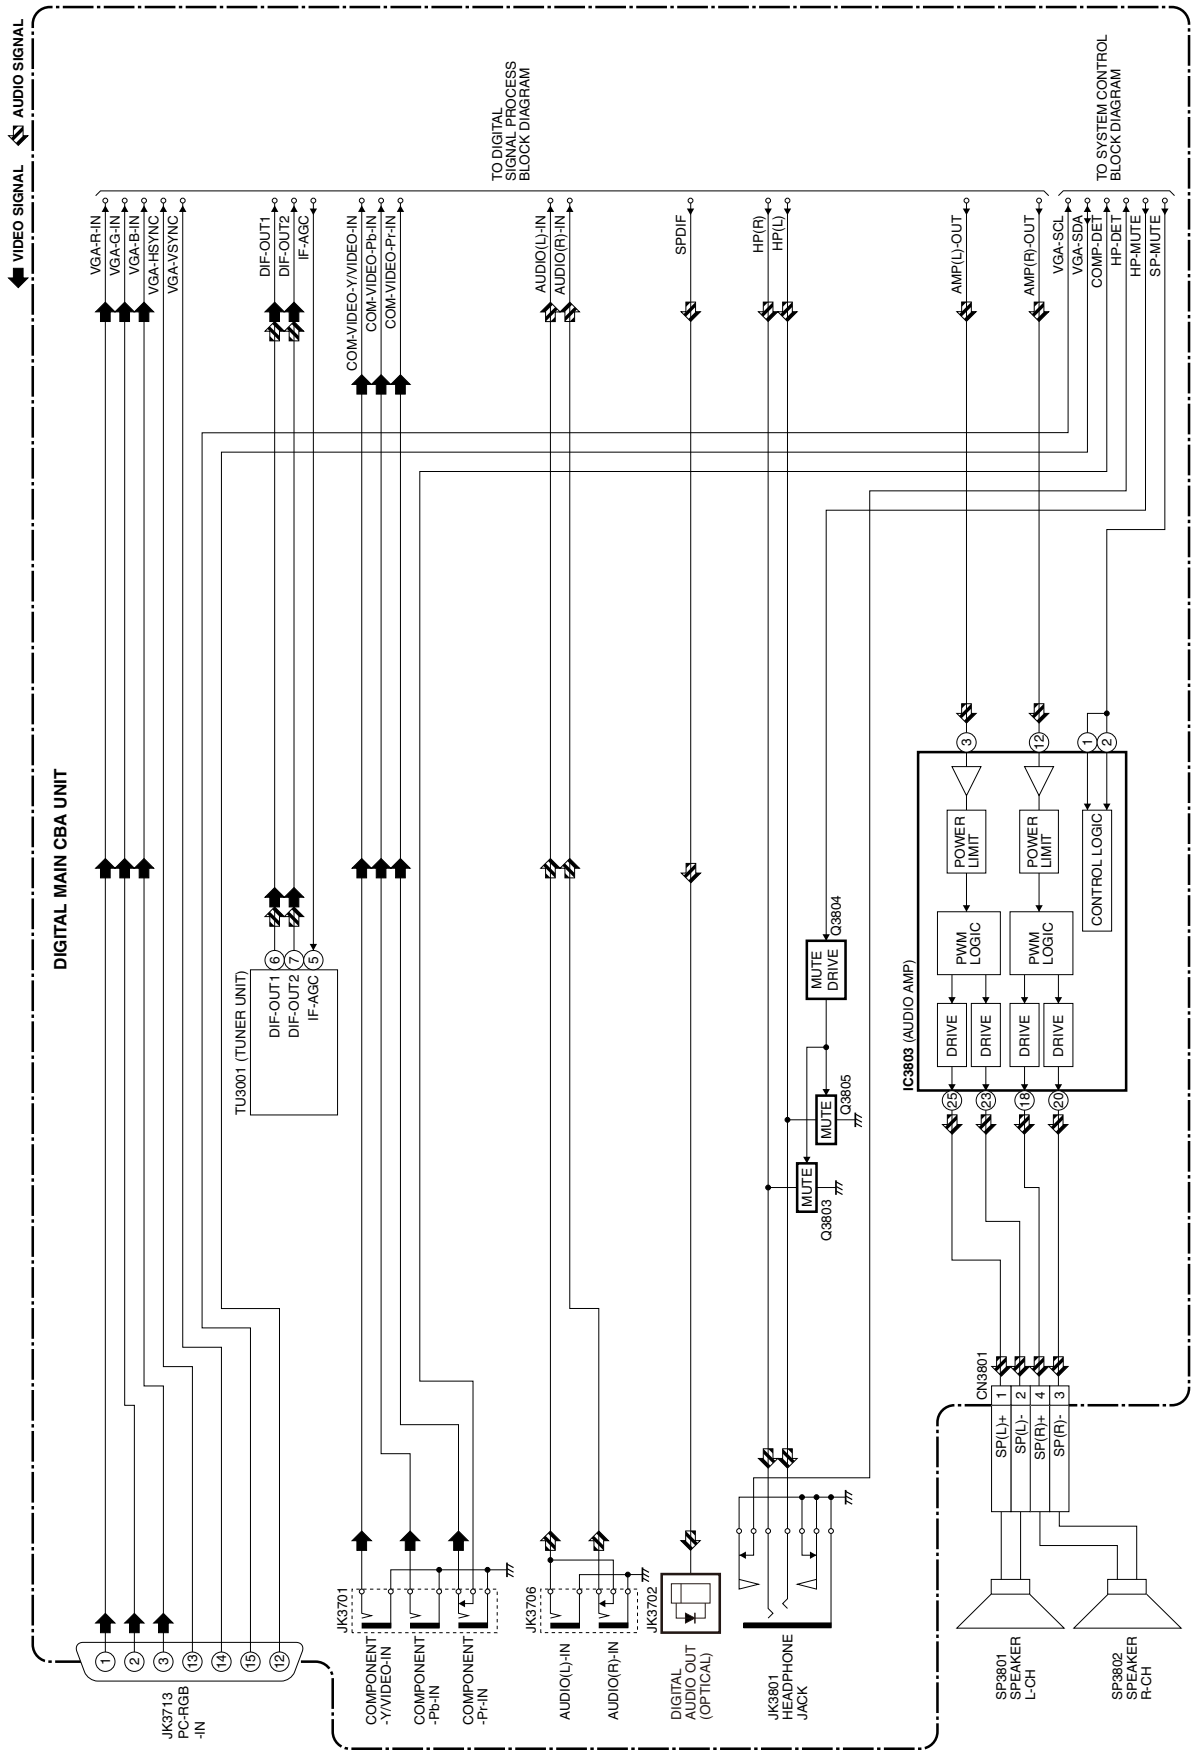 VIDEO SIGNAL
AUDIO SIGNAL
DIGITAL MAIN CBA UNIT
JK3713
PC-RGB
-IN
1
2
3
13
14
15
12
VGA-R-IN
VGA-G-IN
VGA-B-IN
VGA-HSYNC
VGA-VSYNC
TU3001 (TUNER UNIT)
DIF-OUT1
DIF-OUT2
IF-AGC
6
7
5
DIF-OUT1
DIF-OUT2
IF-AGC
JK3701
COMPONENT
-Y/VIDEO-IN
COMPONENT
-Pb-IN
COMPONENT
-Pr-IN
COM-VIDEO-Y/VIDEO-IN
COM-VIDEO-Pb-IN
COM-VIDEO-Pr-IN
TO DIGITAL
SIGNAL PROCESS
BLOCK DIAGRAM
JK3706
AUDIO(L)-IN
AUDIO(R)-IN
AUDIO(L)-IN
AUDIO(R)-IN
JK3702
DIGITAL
AUDIO OUT
(OPTICAL)
SPDIF
JK3801
HEADPHONE
JACK
HP(R)
HP(L)
MUTE
Q3803
MUTE
Q3805
MUTE
DRIVE
Q3804
IC3803 (AUDIO AMP)
25
23
18
20
DRIVE
DRIVE
DRIVE
DRIVE
PWM
LOGIC
PWM
LOGIC
POWER
LIMIT
POWER
LIMIT
CONTROL LOGIC
3
12
1
2
AMP(L)-OUT
AMP(R)-OUT
VGA-SCL
VGA-SDA
COMP-DET
HP-DET
HP-MUTE
SP-MUTE
TO SYSTEM CONTROL
BLOCK DIAGRAM
CN3801
SP(L)+ 1
SP(L)- 2
SP(R)+ 4
SP(R)- 3
SP3801
SPEAKER
L-CH
SP3802
SPEAKER
R-CH